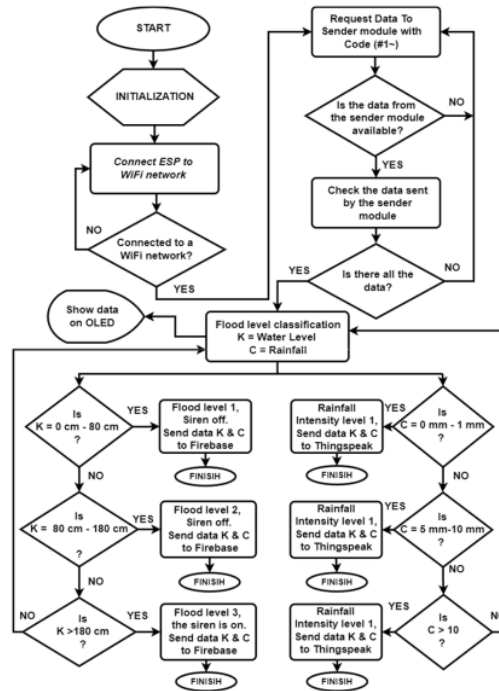 START
INITIALIZATION
Connect ESP to
WiFi network
NO
Connected to a
WiFi network?
YES
Request Data To
Sender module with
Code (#1~)
Is the data from
the sender module
available?
NO
YES
Check the data sent
by the sender
module
YES
Is there all the
data?
NO
Show data
on OLED
Flood level classification
K = Water Level
C = Rainfall
Is
K = 0 cm - 80 cm
?
YES
Flood level 1,
Siren off.
Send data K & C
to Firebase
FINISIH
NO
Is
K = 80 cm - 180 cm
?
YES
Flood level 2,
Siren off.
Send data K & C
to Firebase
FINISIH
NO
NO
Is
K >180 cm
?
YES
Flood level 3,
the siren is on.
Send data K & C
to Firebase
FINISIH
Rainfall
Intensity level 1,
Send data K & C
to Thingspeak
FINISIH
YES
Is
C = 0 mm - 1 mm
?
NO
Rainfall
Intensity level 1,
Send data K & C
to Thingspeak
FINISIH
YES
Is
C = 5 mm-10 mm
?
NO
Rainfall
Intensity level 1,
Send data K & C
to Thingspeak
FINISIH
YES
Is
C > 10
?
NO